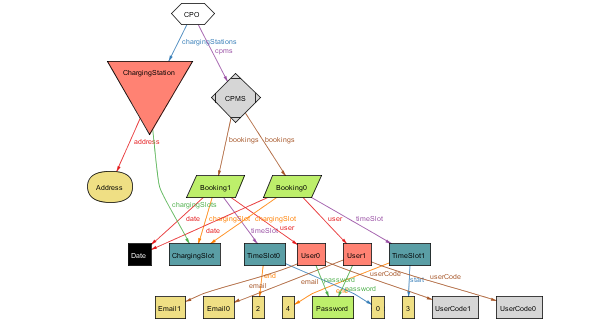 CPO
chargingStations
cpms
ChargingStation
CPMS
address
bookings bookings
Address
Booking1 Booking0
chargingSlots
date chargingSlot chargingSlot user timeSlot
date timeSlot user
Date ChargingSlot TimeSlot0 User0 User1 TimeSlot1
end password email userCode start userCode
email password
Email1 Email0 2 4 Password 0 3 UserCode1 UserCode0